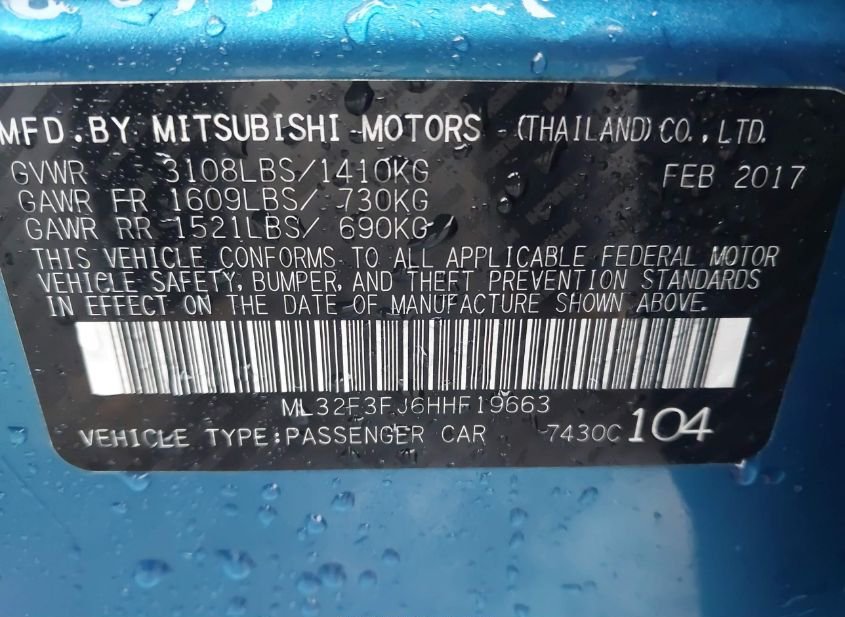 MFD. BY MITSUBISHI MOTORS (THAILAND) CO., LTD.
GVWR 3108LBS/1410KG FEB 2017
GAWR FR 1609LBS/ 730KG
GAWR RR 1521LBS/ 690KG
THIS VEHICLE CONFORMS TO ALL APPLICABLE FEDERAL MOTOR
VEHICLE SAFETY, BUMPER, AND THEFT PREVENTION STANDARDS
IN EFFECT ON THE DATE OF MANUFACTURE SHOWN ABOVE.
ML32F3FJ6HHF19663
VEHICLE TYPE:PASSENGER CAR 7430C 104